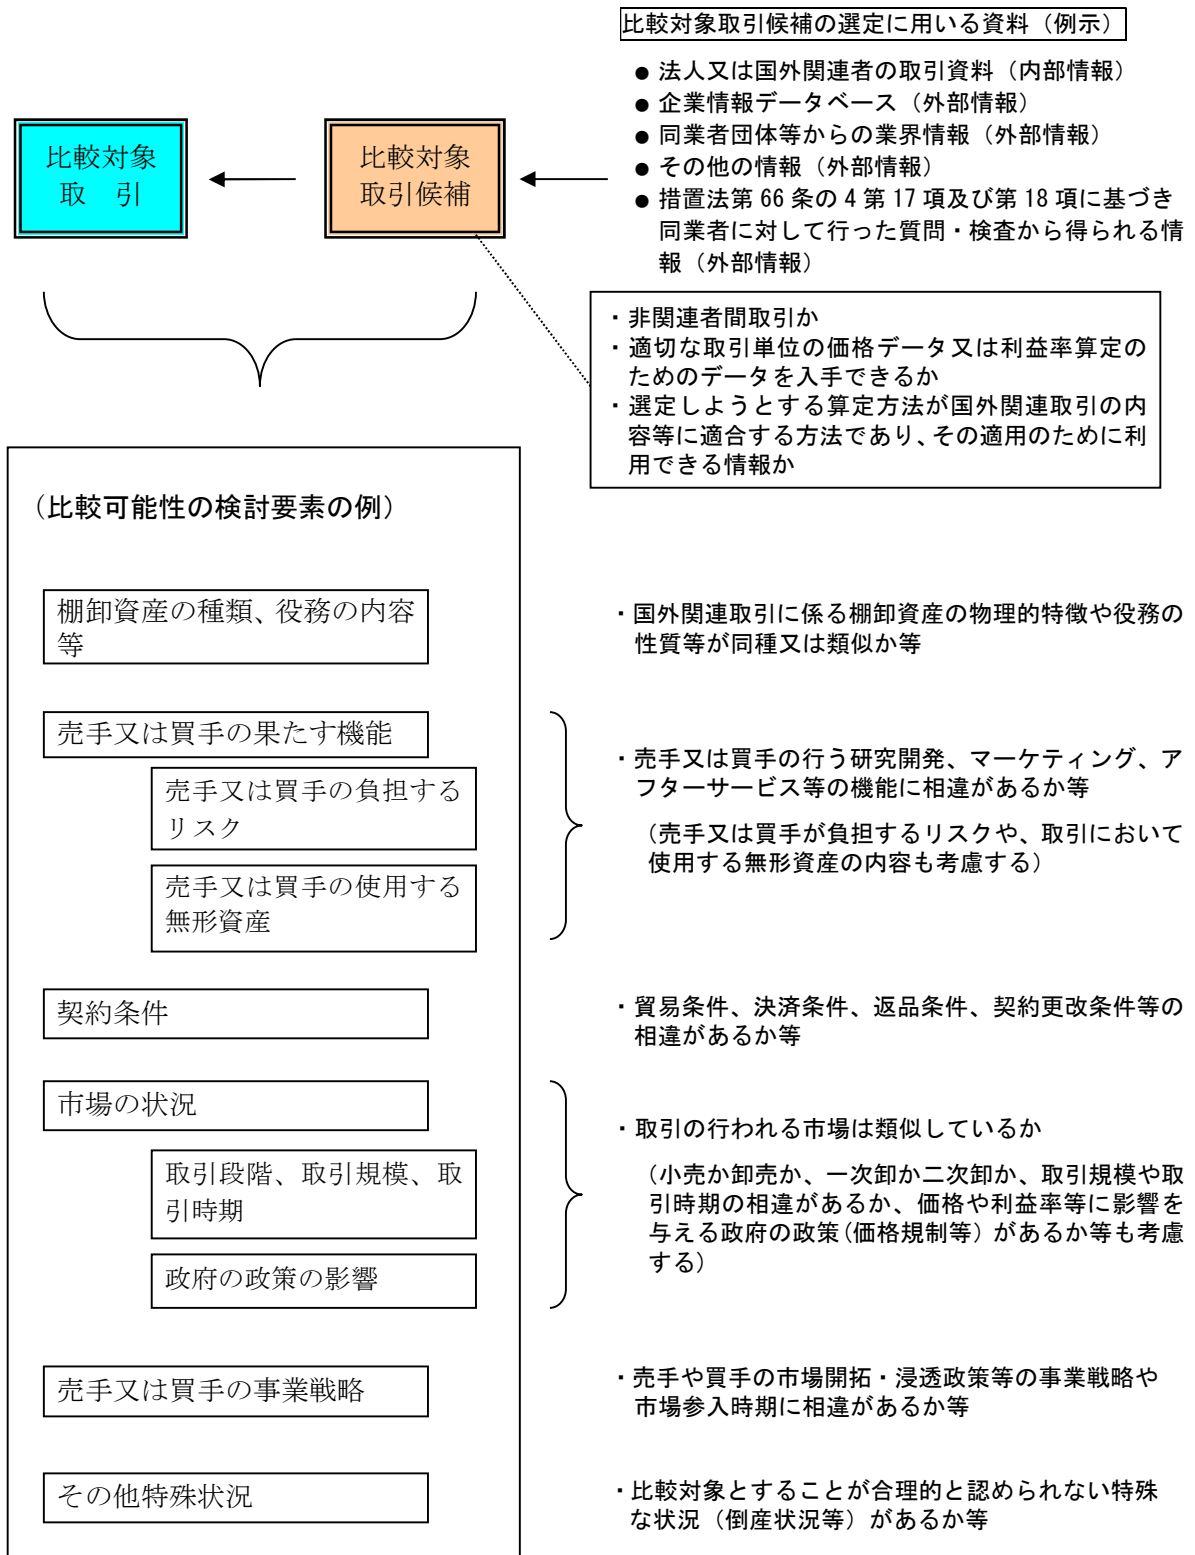 比較対象取引候補の選定に用いる資料（例示）
● 法人又は国外関連者の取引資料（内部情報）
● 企業情報データベース（外部情報）
● 同業者団体等からの業界情報（外部情報）
● その他の情報（外部情報）
● 措置法第 66 条の 4 第 17 項及び第 18 項に基づき
同業者に対して行った質問・検査から得られる情
報（外部情報）
比較対象
取　引
比較対象
取引候補
・非関連者間取引か
・適切な取引単位の価格データ又は利益率算定の
ためのデータを入手できるか
・選定しようとする算定方法が国外関連取引の内
容等に適合する方法であり、その適用のために利
用できる情報か
（比較可能性の検討要素の例）
棚卸資産の種類、役務の内容
等
・国外関連取引に係る棚卸資産の物理的特徴や役務の
性質等が同種又は類似か等
売手又は買手の果たす機能
売手又は買手の負担する
リスク
売手又は買手の使用する
無形資産
・売手又は買手の行う研究開発、マーケティング、ア
フターサービス等の機能に相違があるか等
（売手又は買手が負担するリスクや、取引において
使用する無形資産の内容も考慮する）
契約条件
・貿易条件、決済条件、返品条件、契約更改条件等の
相違があるか等
市場の状況
取引段階、取引規模、取
引時期
政府の政策の影響
・取引の行われる市場は類似しているか
（小売か卸売か、一次卸か二次卸か、取引規模や取
引時期の相違があるか、価格や利益率等に影響を
与える政府の政策（価格規制等）があるか等も考慮
する）
売手又は買手の事業戦略
・売手や買手の市場開拓・浸透政策等の事業戦略や
市場参入時期に相違があるか等
その他特殊状況
・比較対象とすることが合理的と認められない特殊
な状況（倒産状況等）があるか等